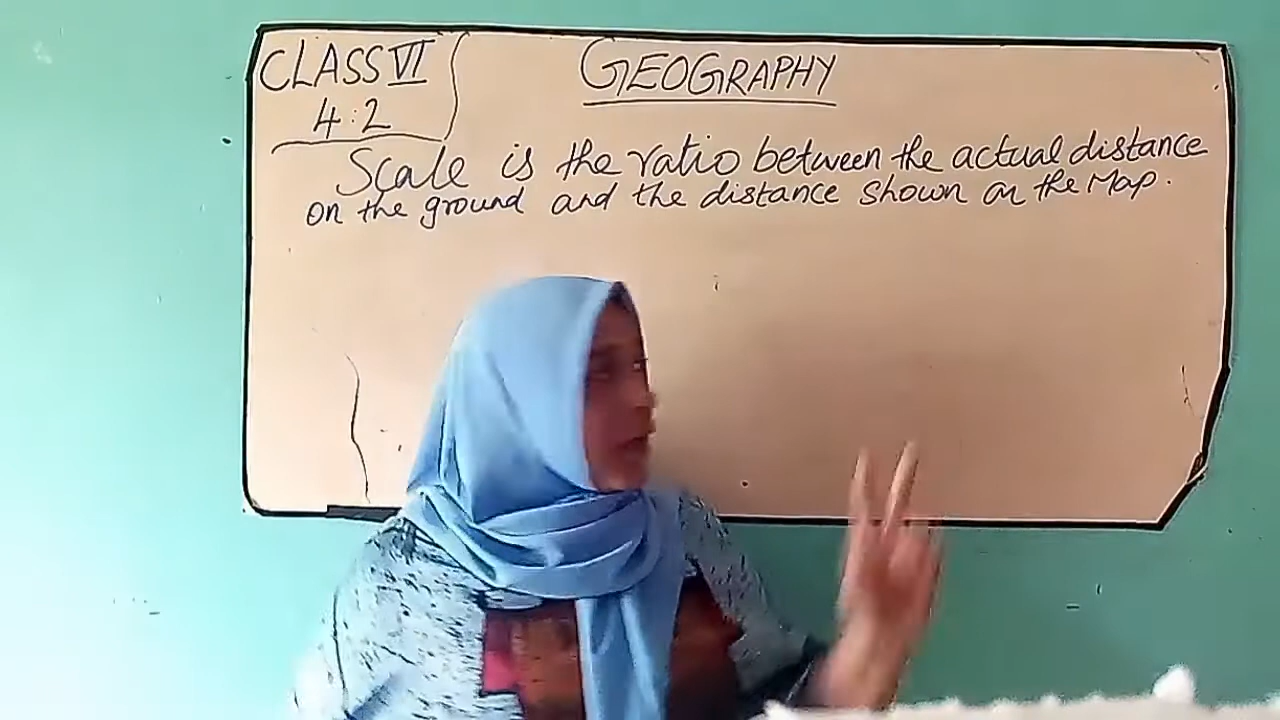 CLASS VI
4:2
GEOGRAPHY
Scale is the ratio between the actual distance
on the ground and the distance shown on the Map.